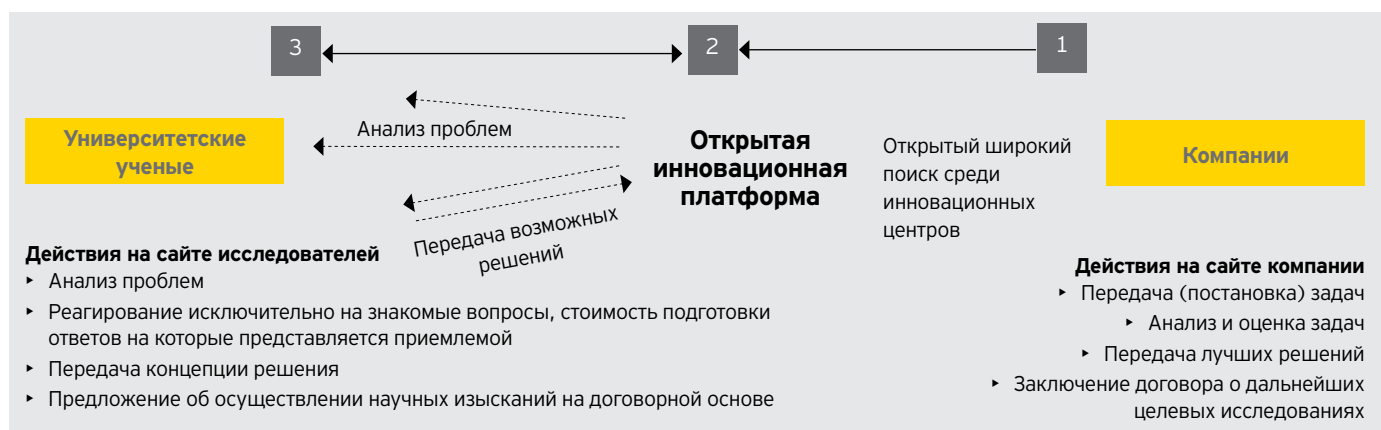 3
2
1
Университетские
ученые
Анализ проблем
Открытая
инновационная
платформа
Открытый широкий
поиск среди
инновационных
центров
Компании
Передача возможных
решений
Действия на сайте исследователей
‣ Анализ проблем
‣ Реагирование исключительно на знакомые вопросы, стоимость подготовки
ответов на которые представляется приемлемой
‣ Передача концепции решения
‣ Предложение об осуществлении научных изысканий на договорной основе
Действия на сайте компании
‣ Передача (постановка) задач
‣ Анализ и оценка задач
‣ Передача лучших решений
‣ Заключение договора о дальнейших
целевых исследованиях